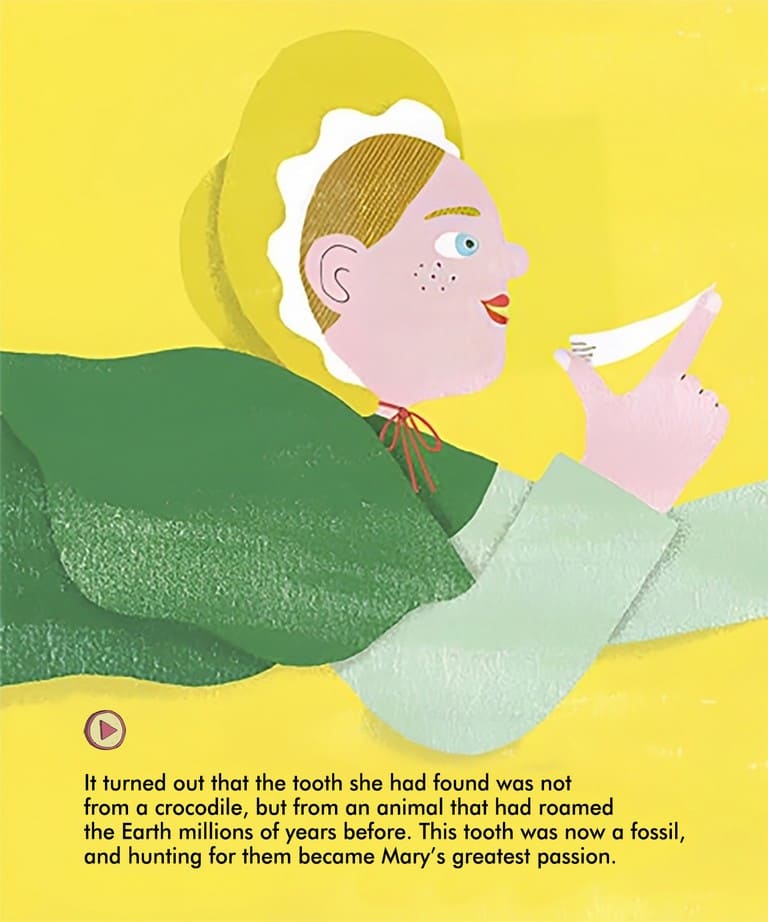 It turned out that the tooth she had found was not
from a crocodile, but from an animal that had roamed
the Earth millions of years before. This tooth was now a fossil,
and hunting for them became Mary’s greatest passion.